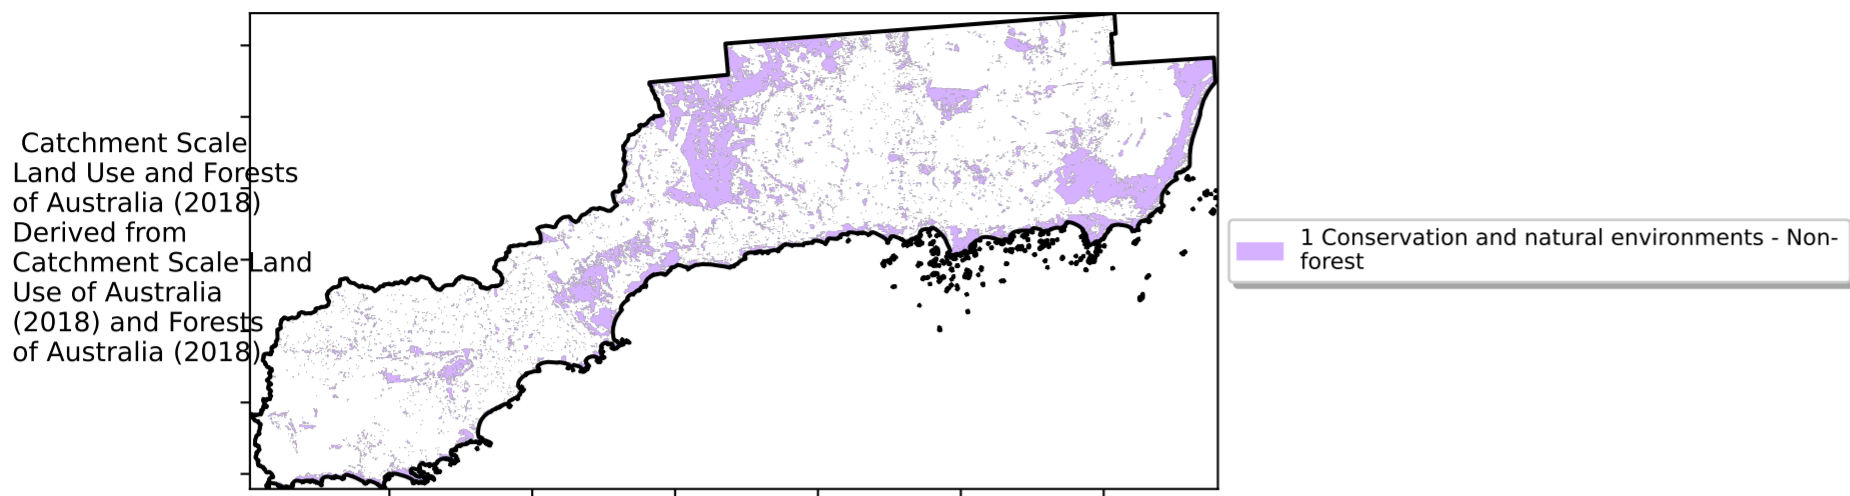 Catchment Scale
Land Use and Forests
of Australia (2018)
Derived from
Catchment Scale Land
Use of Australia
(2018) and Forests
of Australia (2018)
1 Conservation and natural environments - Non-
forest